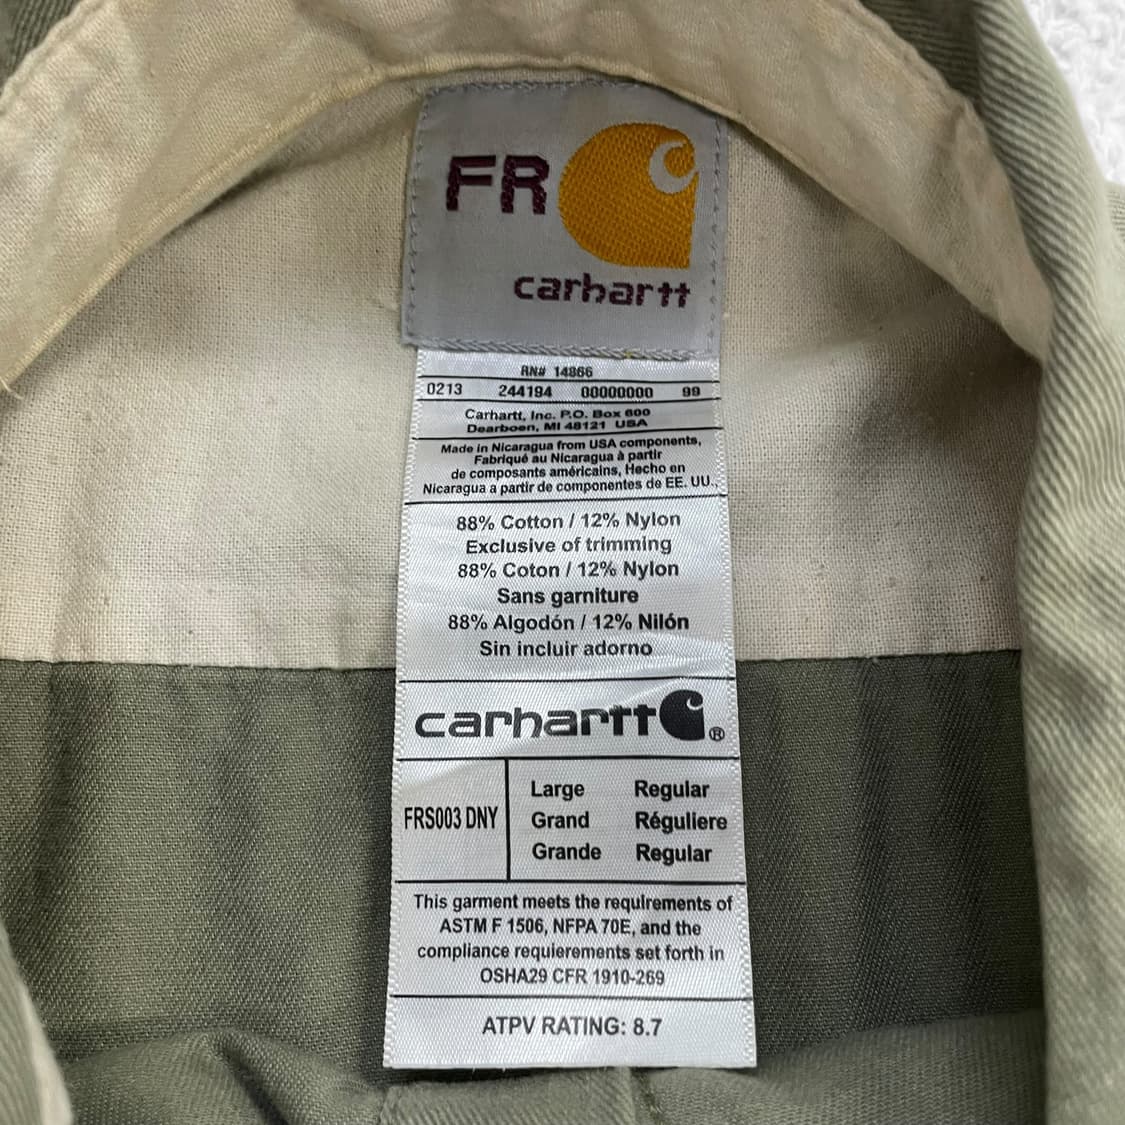 FR
carhartt
RN# 14866
0213 244194 00000000 99
Carhartt, Inc. P.O. Box 600
Dearboen, MI 48121 USA
Made in Nicaragua from USA components,
Fabriqué au Nicaragua à partir
de composants américains, Hecho en
Nicaragua a partir de componentes de EE. UU.,
88% Cotton / 12% Nylon
Exclusive of trimming
88% Coton / 12% Nylon
Sans garniture
88% Algodón / 12% Nilón
Sin incluir adorno
carhartt ®
FRS003 DNY
Large Regular
Grand Réguliere
Grande Regular
This garment meets the requlrements of
ASTM F 1506, NFPA 70E, and the
compliance requierements set forth in
OSHA29 CFR 1910-269
ATPV RATING: 8.7